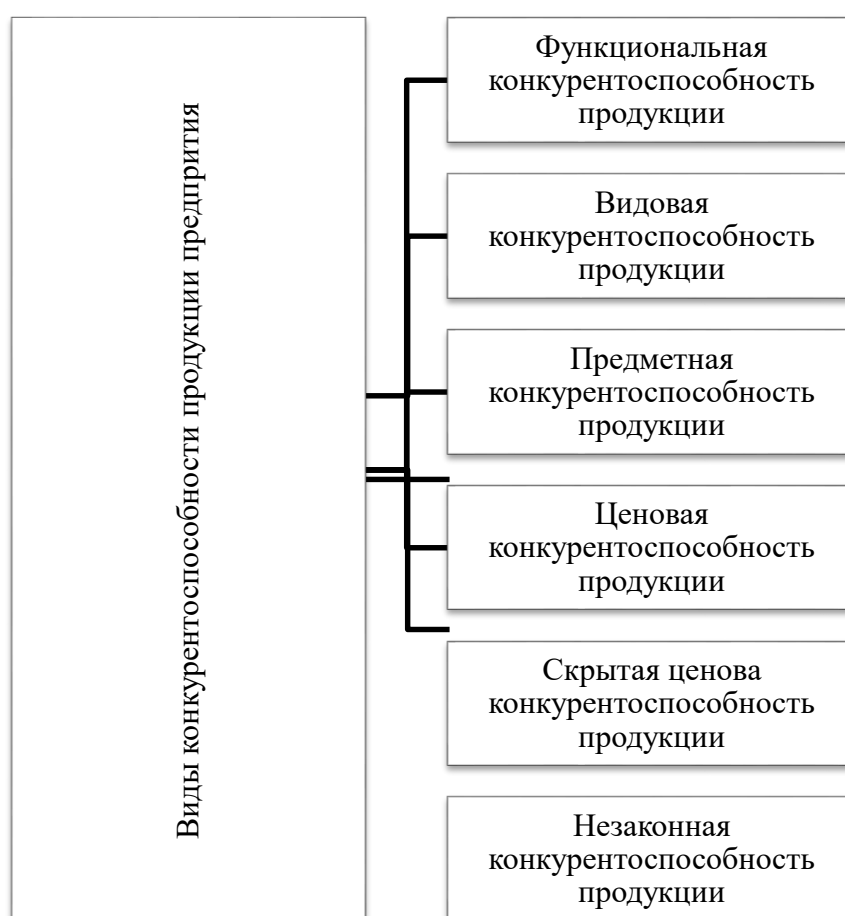 Виды конкурентоспособности продукции предпрития
Функциональная
конкурентоспособность
продукции
Видовая
конкурентоспособность
продукции
Предметная
конкурентоспособность
продукции
Ценовая
конкурентоспособность
продукции
Скрытая ценова
конкурентоспособность
продукции
Незаконная
конкурентоспособность
продукции